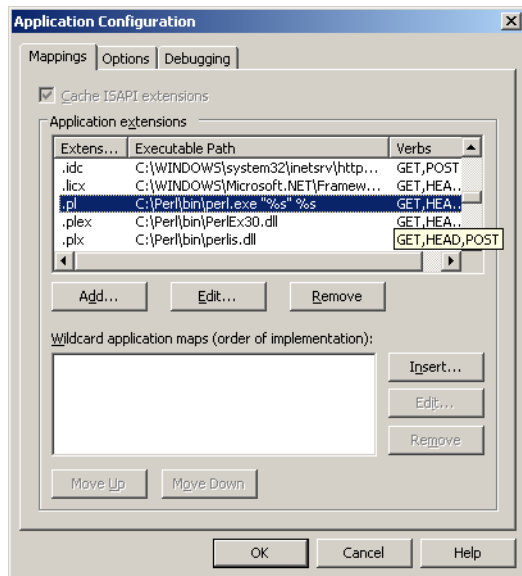 Application Configuration
Mappings Options Debugging
Cache ISAPI extensions
Application extensions
Extens... Executable Path Verbs
.idc C:\WINDOWS\system32\inetsrv\http... GET,POST
.licx C:\WINDOWS\Microsoft.NET\Framew... GET,HEA..
.pl C:\Perl\bin\perl.exe "%s" %s GET,HEA..
.plex C:\Perl\bin\PerlEx30.dll GET,HEA..
.plx C:\Perl\bin\perlis.dll GET,HEAD,POST
Add... Edit... Remove
Wildcard application maps (order of implementation):
Insert...
Edit...
Remove
Move Up Move Down
OK Cancel Help